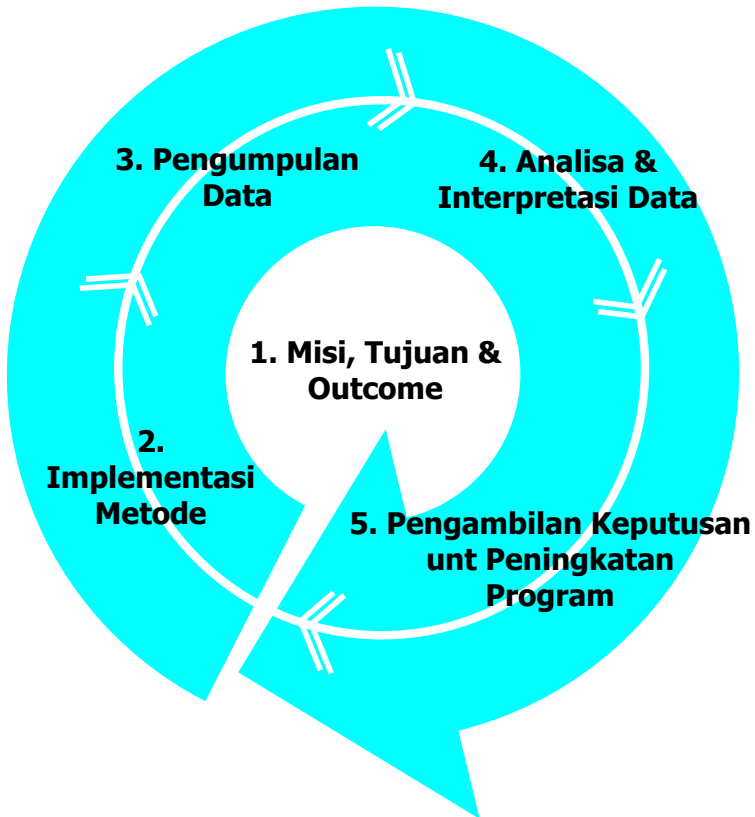 1. Misi, Tujuan &
Outcome
2.
Implementasi
Metode
3. Pengumpulan
Data
4. Analisa &
Interpretasi Data
5. Pengambilan Keputusan
unt Peningkatan
Program